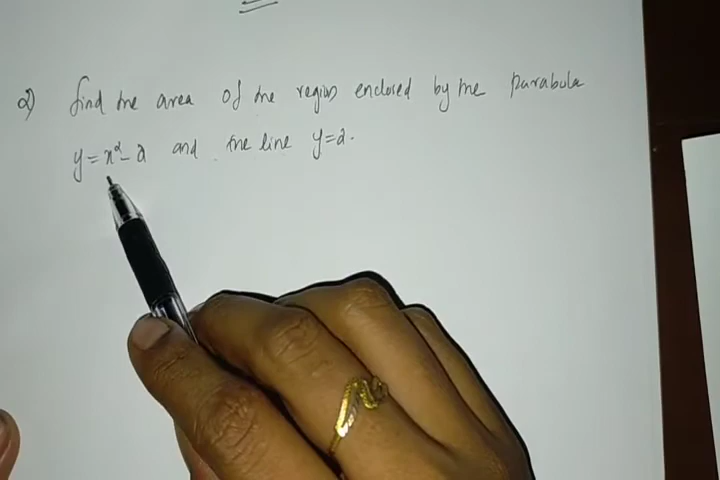 2) find the area of the region enclosed by the parabola
y = x² - 2 and the line y = 2.